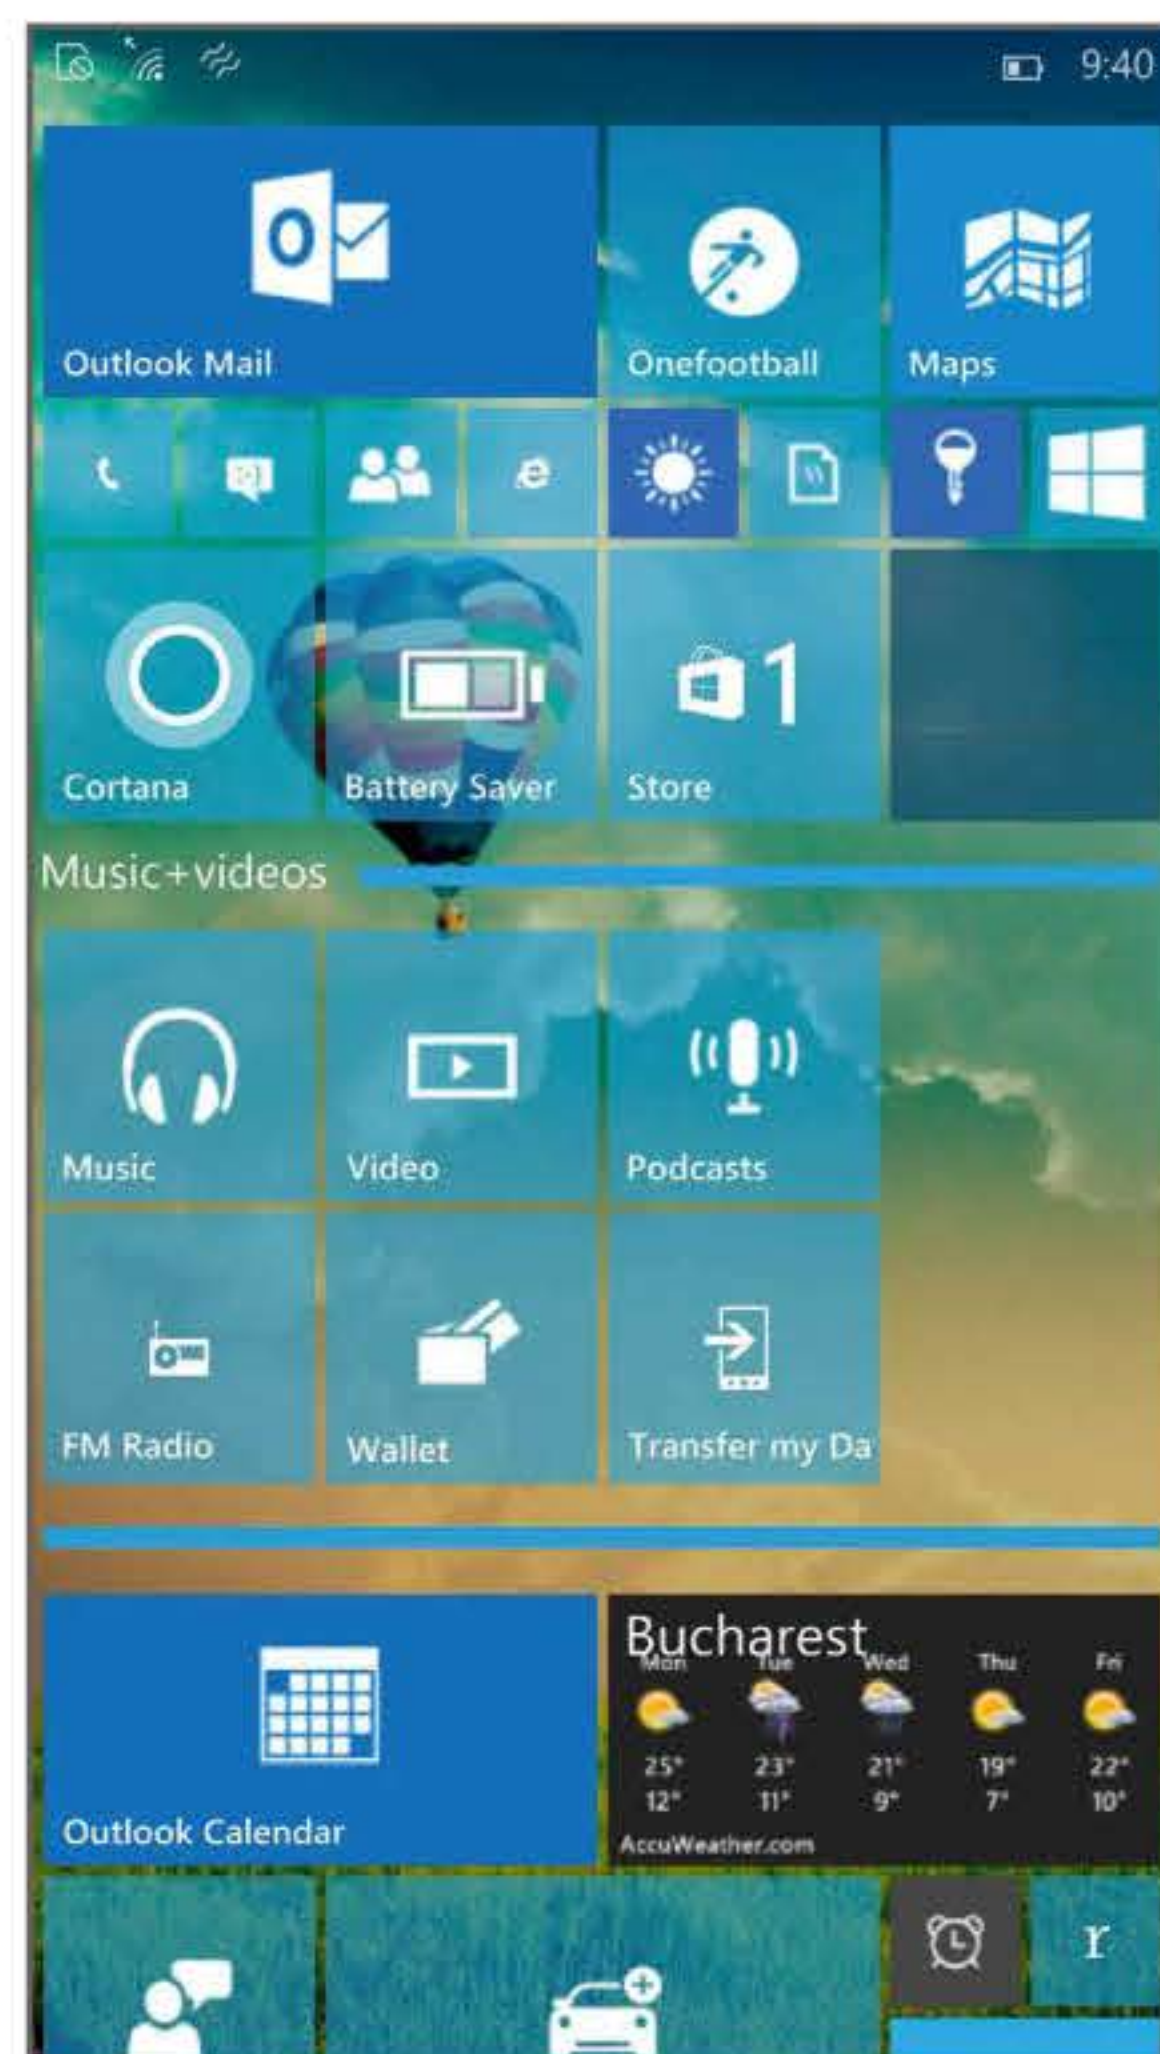 9:40
Outlook Mail
Onefootball
Maps
Cortana
Battery Saver
Store
1
Music+videos
Music
Video
Podcasts
FM Radio
Wallet
Transfer my Da
Bucharest
Mon Tue Wed Thu Fri
25° 23° 21° 19° 22°
12° 11° 9° 7° 10°
Outlook Calendar
AccuWeather.com
r